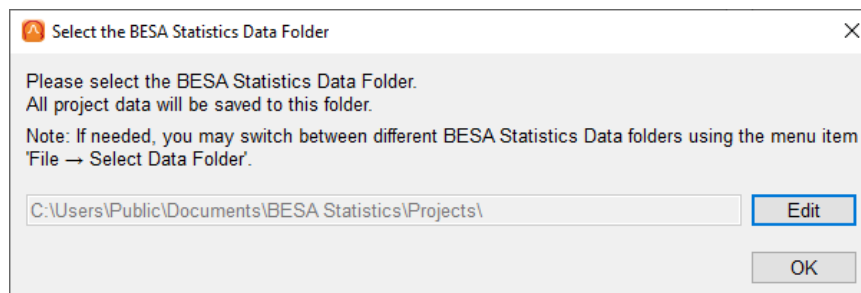 Select the BESA Statistics Data Folder
Please select the BESA Statistics Data Folder.
All project data will be saved to this folder.
Note: If needed, you may switch between different BESA Statistics Data folders using the menu item
'File → Select Data Folder'.
C:\Users\Public\Documents\BESA Statistics\Projects\
Edit
OK